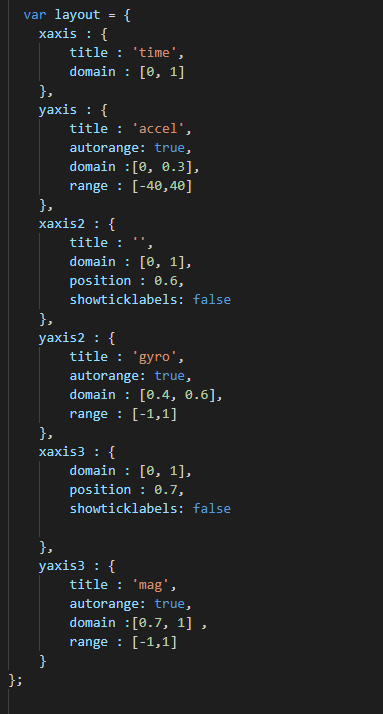 var layout = {
    xaxis : {
        title : 'time',
        domain : [0, 1]
    },
    yaxis : {
        title : 'accel',
        autorange: true,
        domain :[0, 0.3],
        range : [-40,40]
    },
    xaxis2 : {
        title : '',
        domain : [0, 1],
        position : 0.6,
        showticklabels: false
    },
    yaxis2 : {
        title : 'gyro',
        autorange: true,
        domain : [0.4, 0.6],
        range : [-1,1]
    },
    xaxis3 : {
        domain : [0, 1],
        position : 0.7,
        showticklabels: false

    },
    yaxis3 : {
        title : 'mag',
        autorange: true,
        domain :[0.7, 1] ,
        range : [-1,1]
    }
};